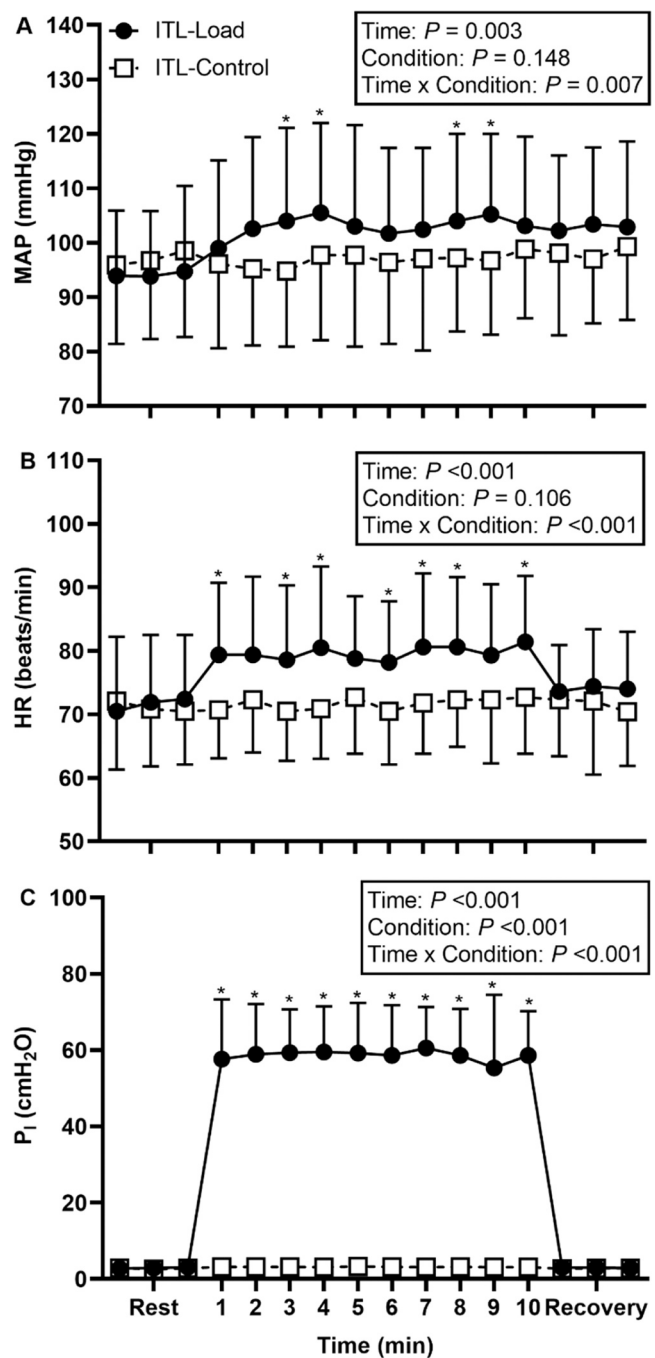 A
ITL-Load
ITL-Control
Time: P = 0.003
Condition: P = 0.148
Time x Condition: P = 0.007
140
130
120
110
100
90
80
70
MAP (mmHg)
* * * *
B
Time: P <0.001
Condition: P = 0.106
Time x Condition: P <0.001
110
100
90
80
70
60
50
HR (beats/min)
* * * * * * *
C
Time: P <0.001
Condition: P <0.001
Time x Condition: P <0.001
100
80
60
40
20
0
PI (cmH2O)
* * * * * * * * * *
Rest 1 2 3 4 5 6 7 8 9 10 Recovery
Time (min)